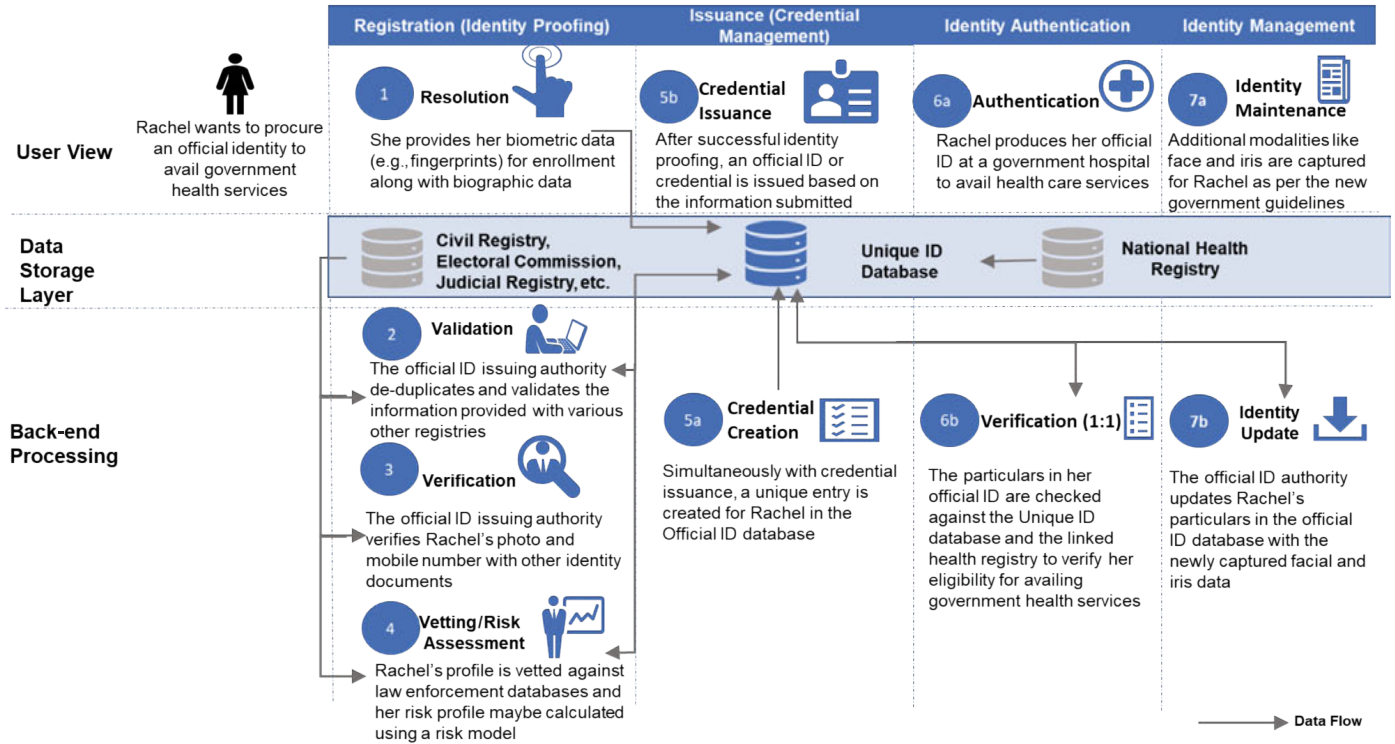 Registration (Identity Proofing)
Issuance (Credential
Management)
Identity Authentication
Identity Management
User View
Rachel wants to procure
an official identity to
avail government
health services
1
Resolution
She provides her biometric data
(e.g., fingerprints) for enrollment
along with biographic data
5b
Credential
Issuance
After successful identity
proofing, an official ID or
credential is issued based on
the information submitted
6a
Authentication
Rachel produces her official
ID at a government hospital
to avail health care services
7a
Identity
Maintenance
Additional modalities like
face and iris are captured
for Rachel as per the new
government guidelines
Data
Storage
Layer
Civil Registry,
Electoral Commission,
Judicial Registry, etc.
Unique ID
Database
National Health
Registry
Back-end
Processing
2
Validation
The official ID issuing authority
de-duplicates and validates the
information provided with various
other registries
3
Verification
The official ID issuing authority
verifies Rachel's photo and
mobile number with other identity
documents
4
Vetting/Risk
Assessment
Rachel's profile is vetted against
law enforcement databases and
her risk profile maybe calculated
using a risk model
5a
Credential
Creation
Simultaneously with credential
issuance, a unique entry is
created for Rachel in the
Official ID database
6b
Verification (1:1)
The particulars in her
official ID are checked
against the Unique ID
database and the linked
health registry to verify her
eligibility for availing
government health services
7b
Identity
Update
The official ID authority
updates Rachel's
particulars in the official
ID database with the
newly captured facial and
iris data
Data Flow